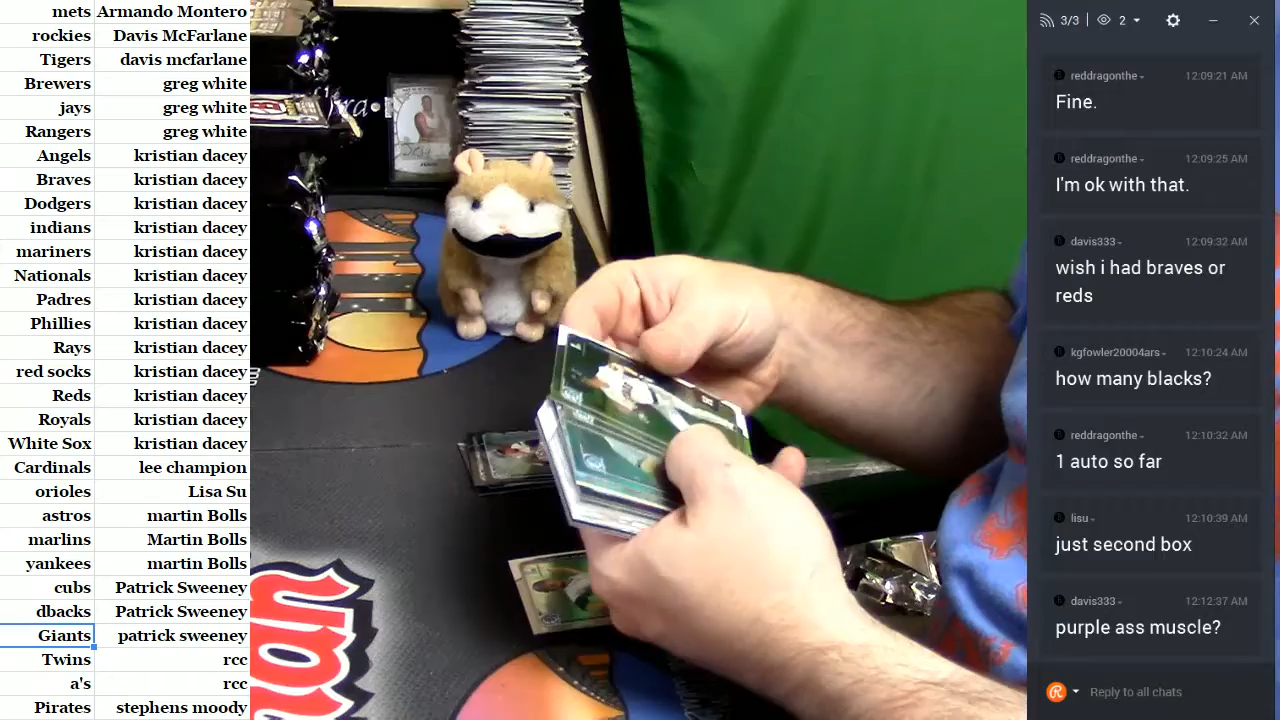 mets Armando Montero
rockies Davis McFarlane
Tigers davis mcfarlane
Brewers greg white
jays greg white
Rangers greg white
Angels kristian dacey
Braves kristian dacey
Dodgers kristian dacey
indians kristian dacey
mariners kristian dacey
Nationals kristian dacey
Padres kristian dacey
Phillies kristian dacey
Rays kristian dacey
red socks kristian dacey
Reds kristian dacey
Royals kristian dacey
White Sox kristian dacey
Cardinals lee champion
orioles Lisa Su
astros martin Bolls
marlins Martin Bolls
yankees martin Bolls
cubs Patrick Sweeney
dbacks Patrick Sweeney
Giants patrick sweeney
Twins rcc
a's rcc
Pirates stephens moody
3/3 2
reddragonthe 12:09:21 AM
Fine.
reddragonthe 12:09:25 AM
I'm ok with that.
davis333 12:09:32 AM
wish i had braves or
reds
kgfowler20004ars 12:10:24 AM
how many blacks?
reddragonthe 12:10:32 AM
1 auto so far
lisu 12:10:39 AM
just second box
davis333 12:12:37 AM
purple ass muscle?
Reply to all chats